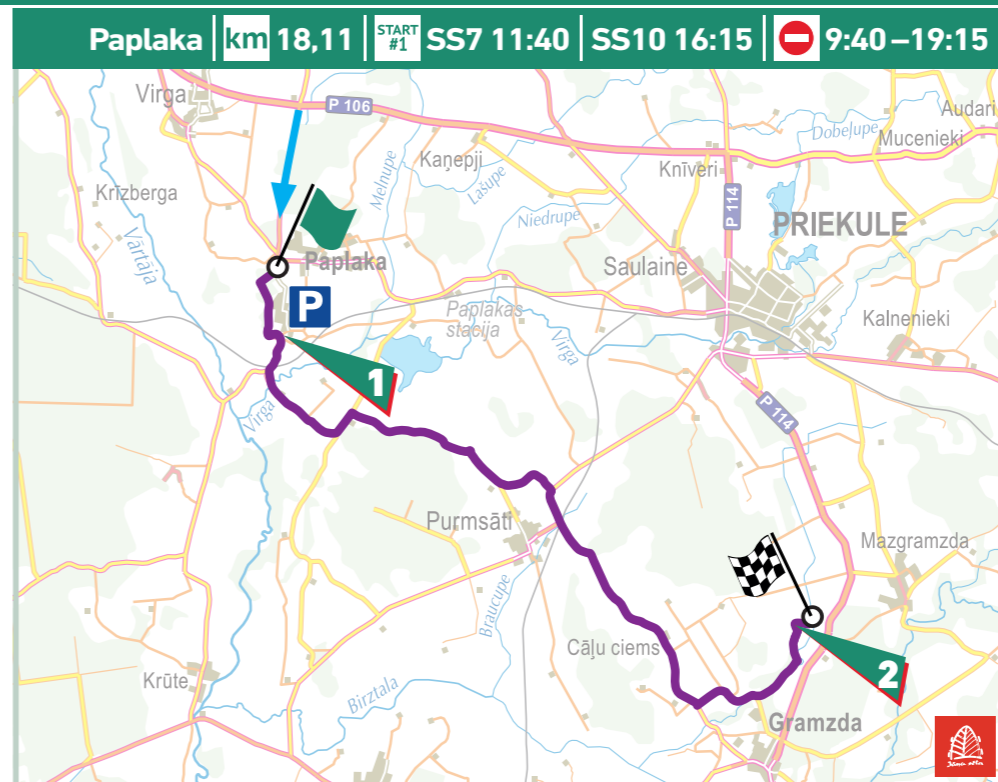 Paplaka km 18,11 START #1 SS7 11:40 SS10 16:15 9:40–19:15
Virga
P 106
Audari
Dobeļupe
Mucenieki
Kaņepji
Melnupe
Lašupe
Knīveri
P 114
Krīzberga
Niedrupe
PRIEKULE
Vārtāja
Paplaka
Saulaine
P
Paplakas
stacija
Virga
Kalnenieki
1
Virga
P 114
Purmsāti
Mazgramzda
Braucupe
Cāļu ciems
2
Krūte
Birztala
Gramzda
Jāņa sēta